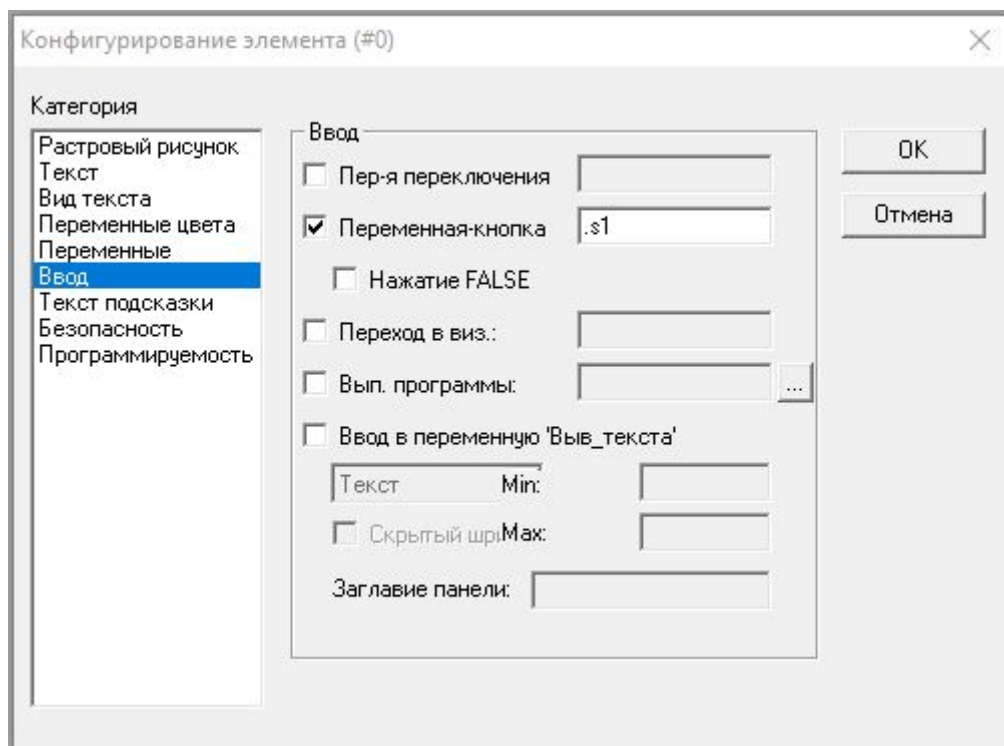 Конфигурирование элемента (#0)
Категория
Растровый рисунок
Текст
Вид текста
Переменные цвета
Переменные
Ввод
Текст подсказки
Безопасность
Программируемость
Ввод
Пер-я переключения
Переменная-кнопка .s1
Нажатие FALSE
Переход в виз.:
Вып. программы: ...
Ввод в переменную 'Выв_текста'
Текст Min:
Скрытый шри Max:
Заглавие панели:
OK
Отмена